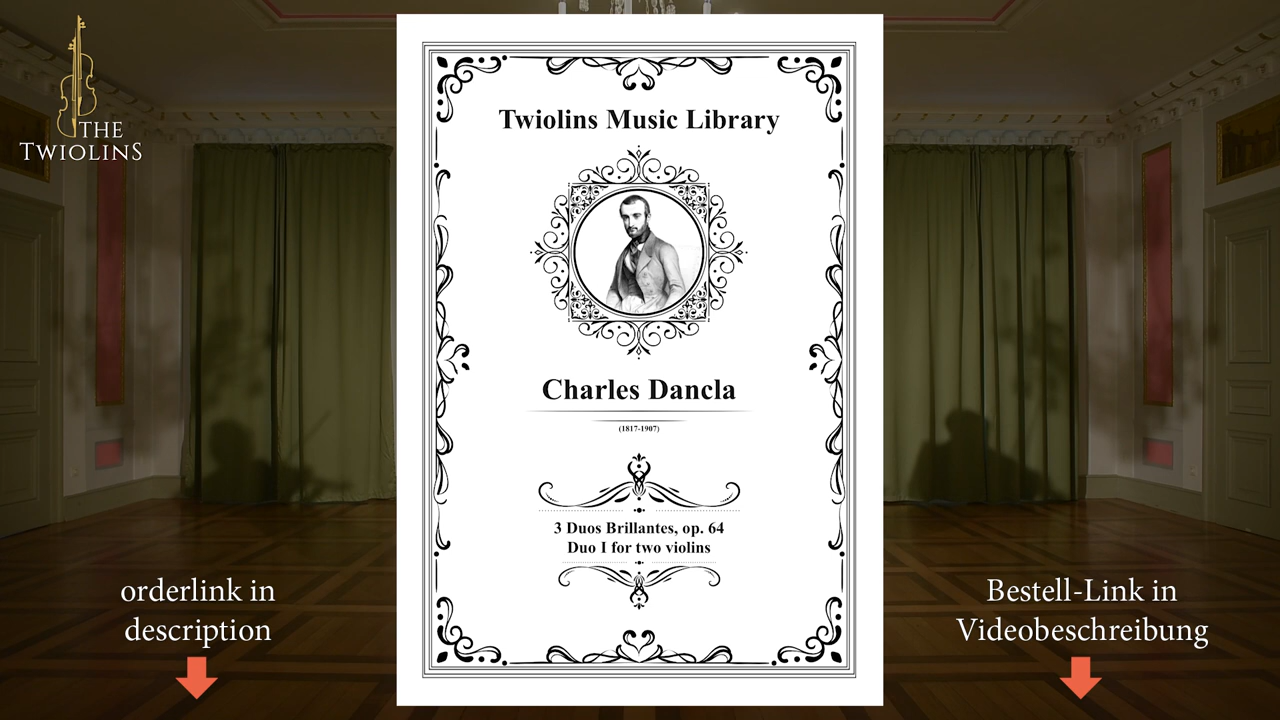 THE
TWIOLINS
Twiolins Music Library
Charles Dancla
(1817-1907)
3 Duos Brillantes, op. 64
Duo I for two violins
orderlink in
description
Bestell-Link in
Videobeschreibung